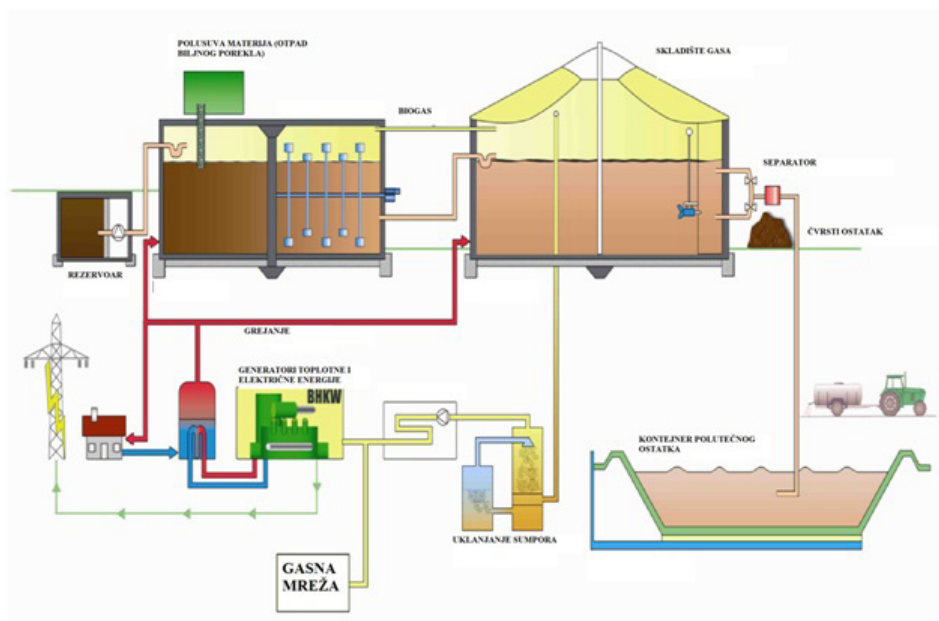 POLUSUVA MATERIJA (OTPAD
BILJNOG POREKLA)
SKLADIŠTE GASA
BIOGAS
SEPARATOR
ČVRSTI OSTATAK
REZERVOAR
GREJANJE
GENERATORI TOPLOTNE I
ELEKTRIČNE ENERGIJE
BHKW
KONTEJNER POLUTEČNOG
OSTATKA
UKLANJANJE SUMPORA
GASNA
MREŽA